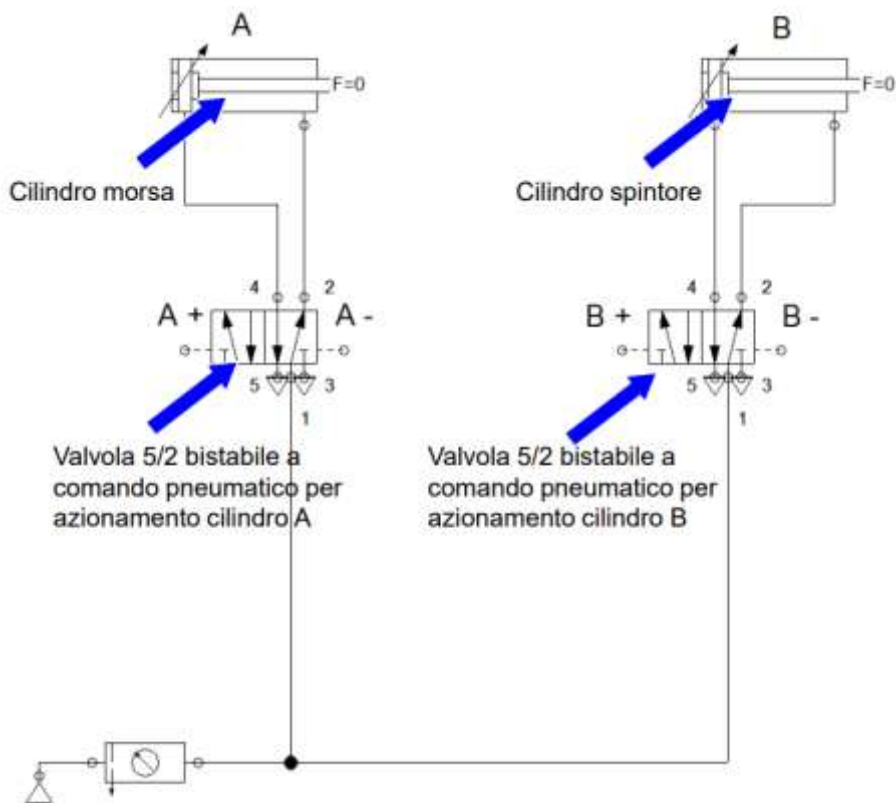 A
B
F=0
F=0
Cilindro morsa
Cilindro spintore
4
2
4
2
A +
A -
B +
B -
5
3
5
3
1
1
Valvola 5/2 bistabile a
comando pneumatico per
azionamento cilindro A
Valvola 5/2 bistabile a
comando pneumatico per
azionamento cilindro B